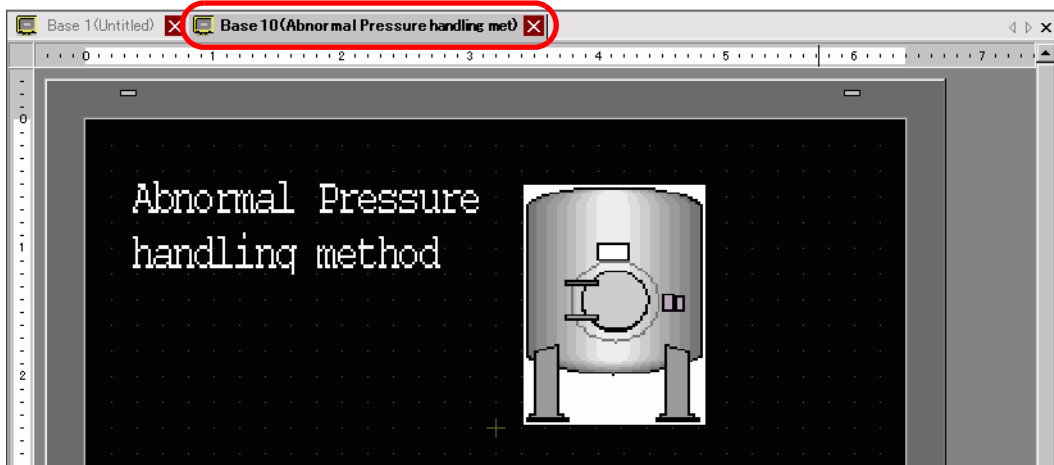 Base 1(Untitled) Base 10(Abnormal Pressure handling met)
0 1 2 3 4 5 6 7
0
Abnormal Pressure
handling method
1
2